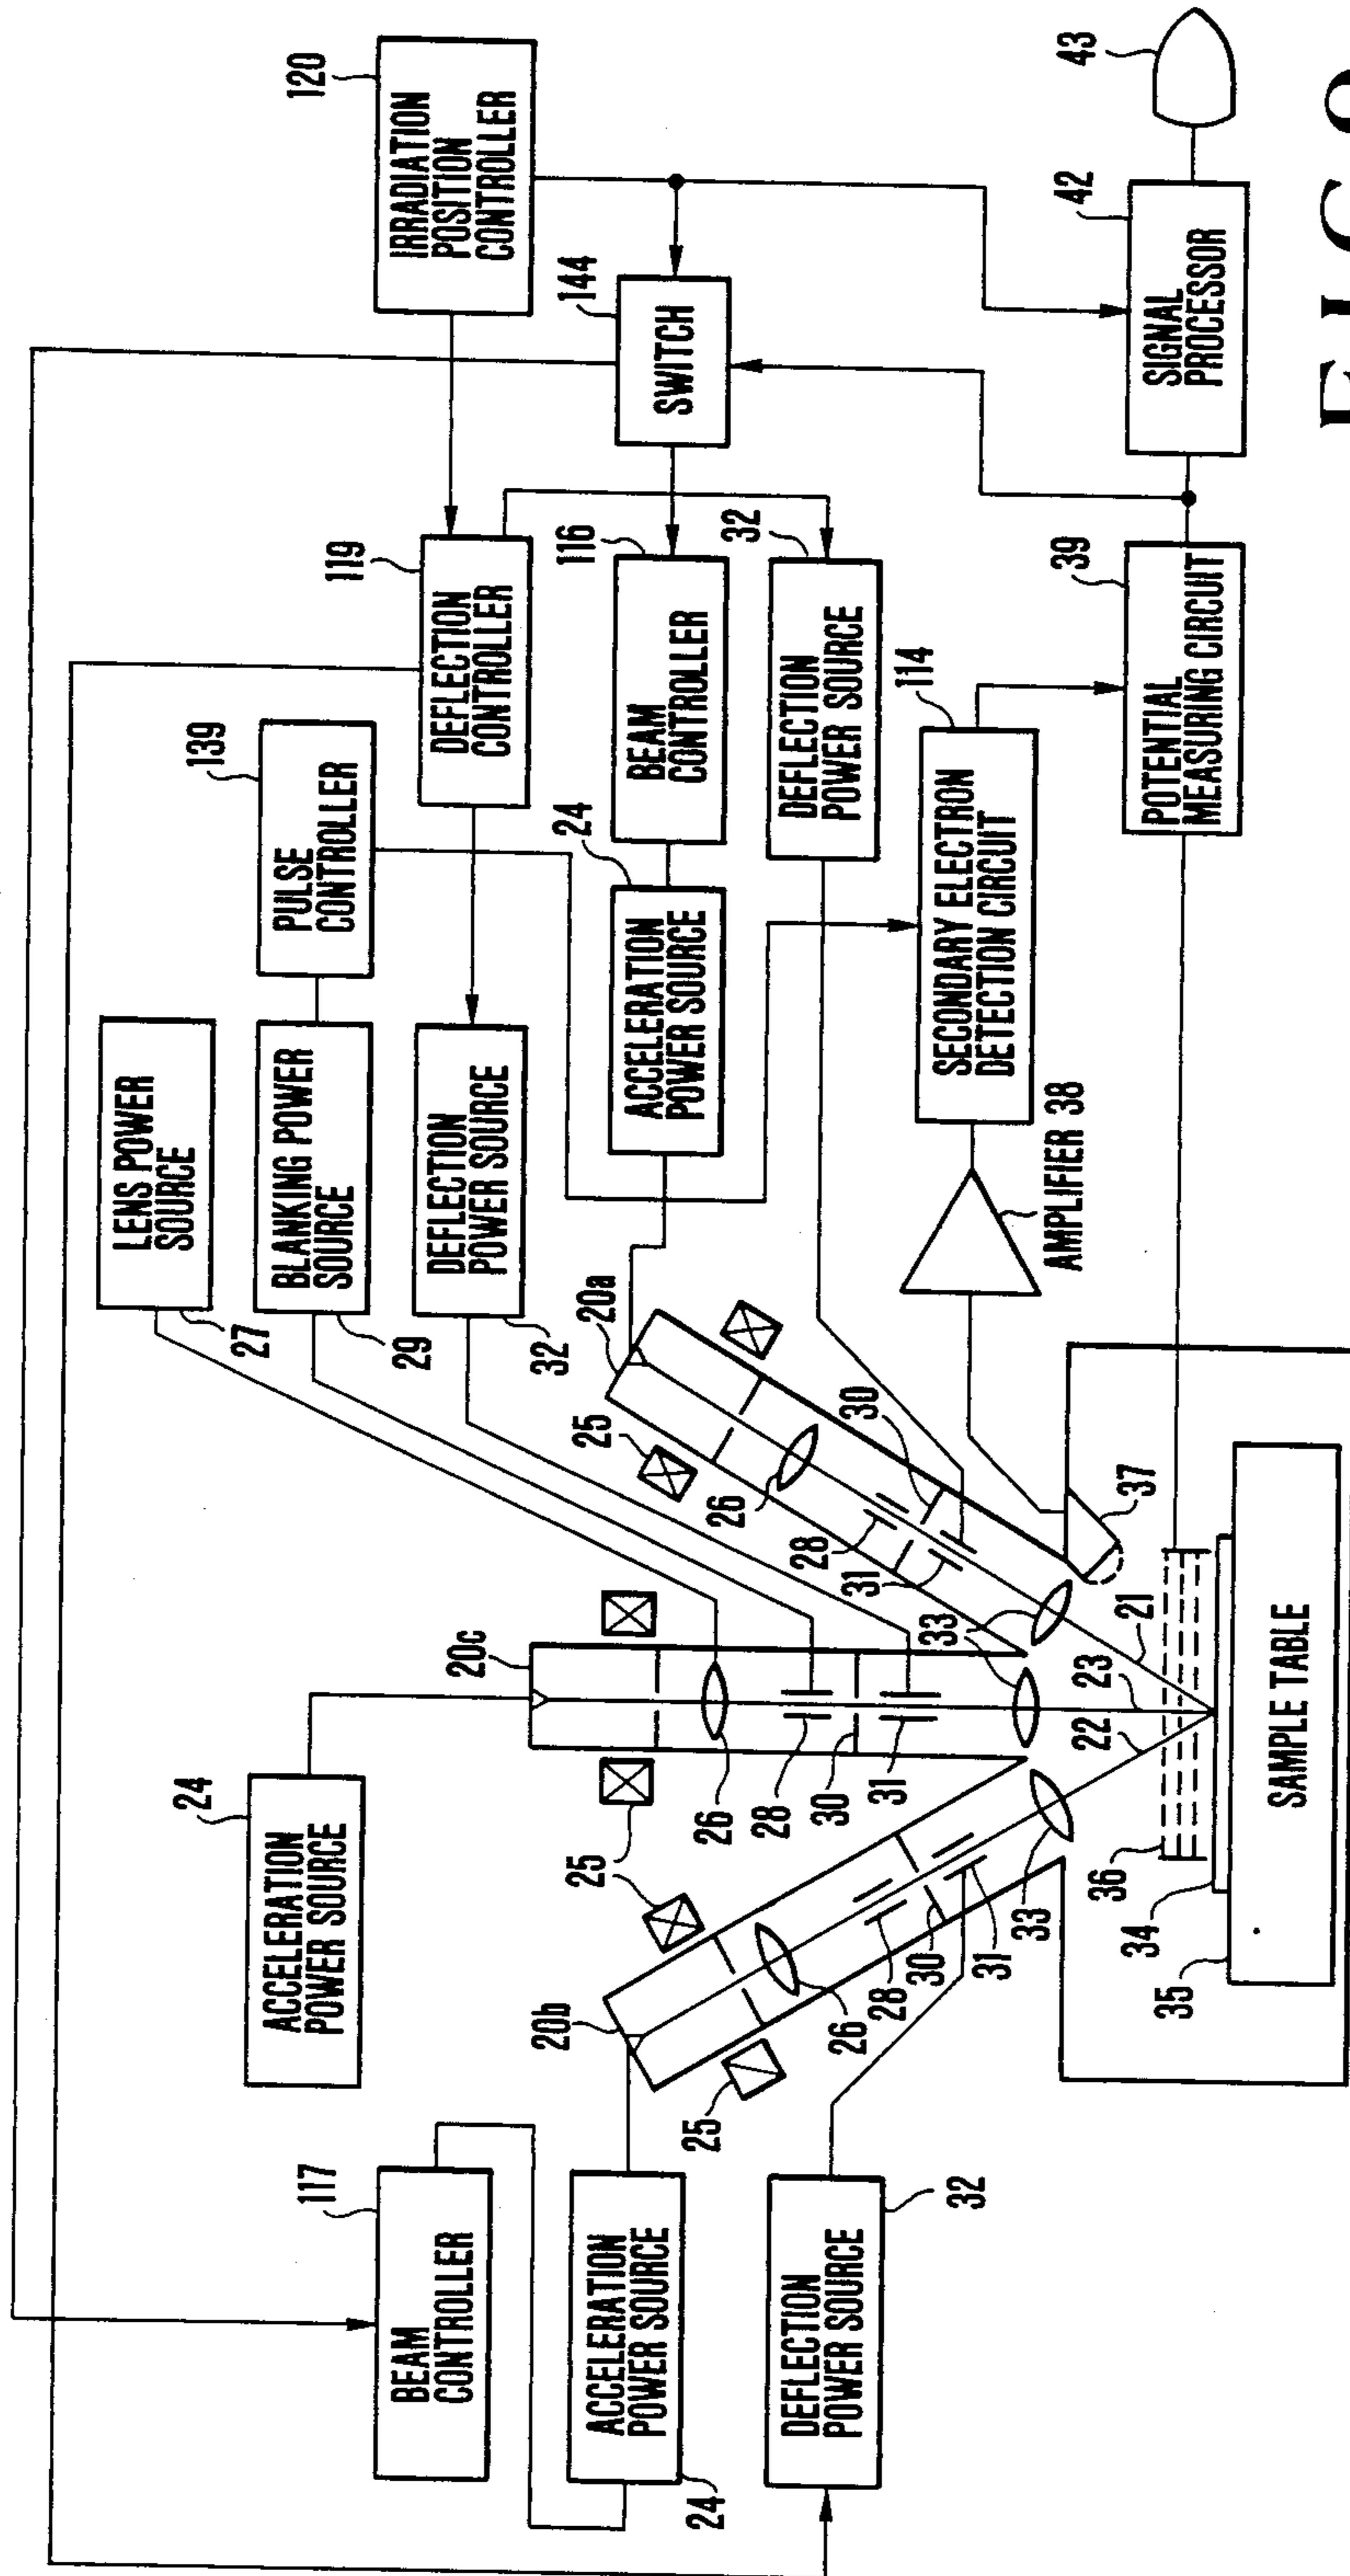 120
IRRADIATION
POSITION
CONTROLLER
144
SWITCH
42
SIGNAL
PROCESSOR
43
119
DEFLECTION
CONTROLLER
116
BEAM
CONTROLLER
32
DEFLECTION
POWER SOURCE
114
SECONDARY ELECTRON
DETECTION CIRCUIT
39
POTENTIAL
MEASURING CIRCUIT
139
PULSE
CONTROLLER
24
ACCELERATION
POWER SOURCE
LENS POWER
SOURCE
27
BLANKING POWER
SOURCE
29
DEFLECTION
POWER SOURCE
32
AMPLIFIER 38
20a
25
26
28
30
31
33
37
21
20c
25
26
28
30
31
23
22
20b
25
26
28
30
31
33
36
34
35
SAMPLE TABLE
24
ACCELERATION
POWER SOURCE
117
BEAM
CONTROLLER
ACCELERATION
POWER SOURCE
24
DEFLECTION
POWER SOURCE
32